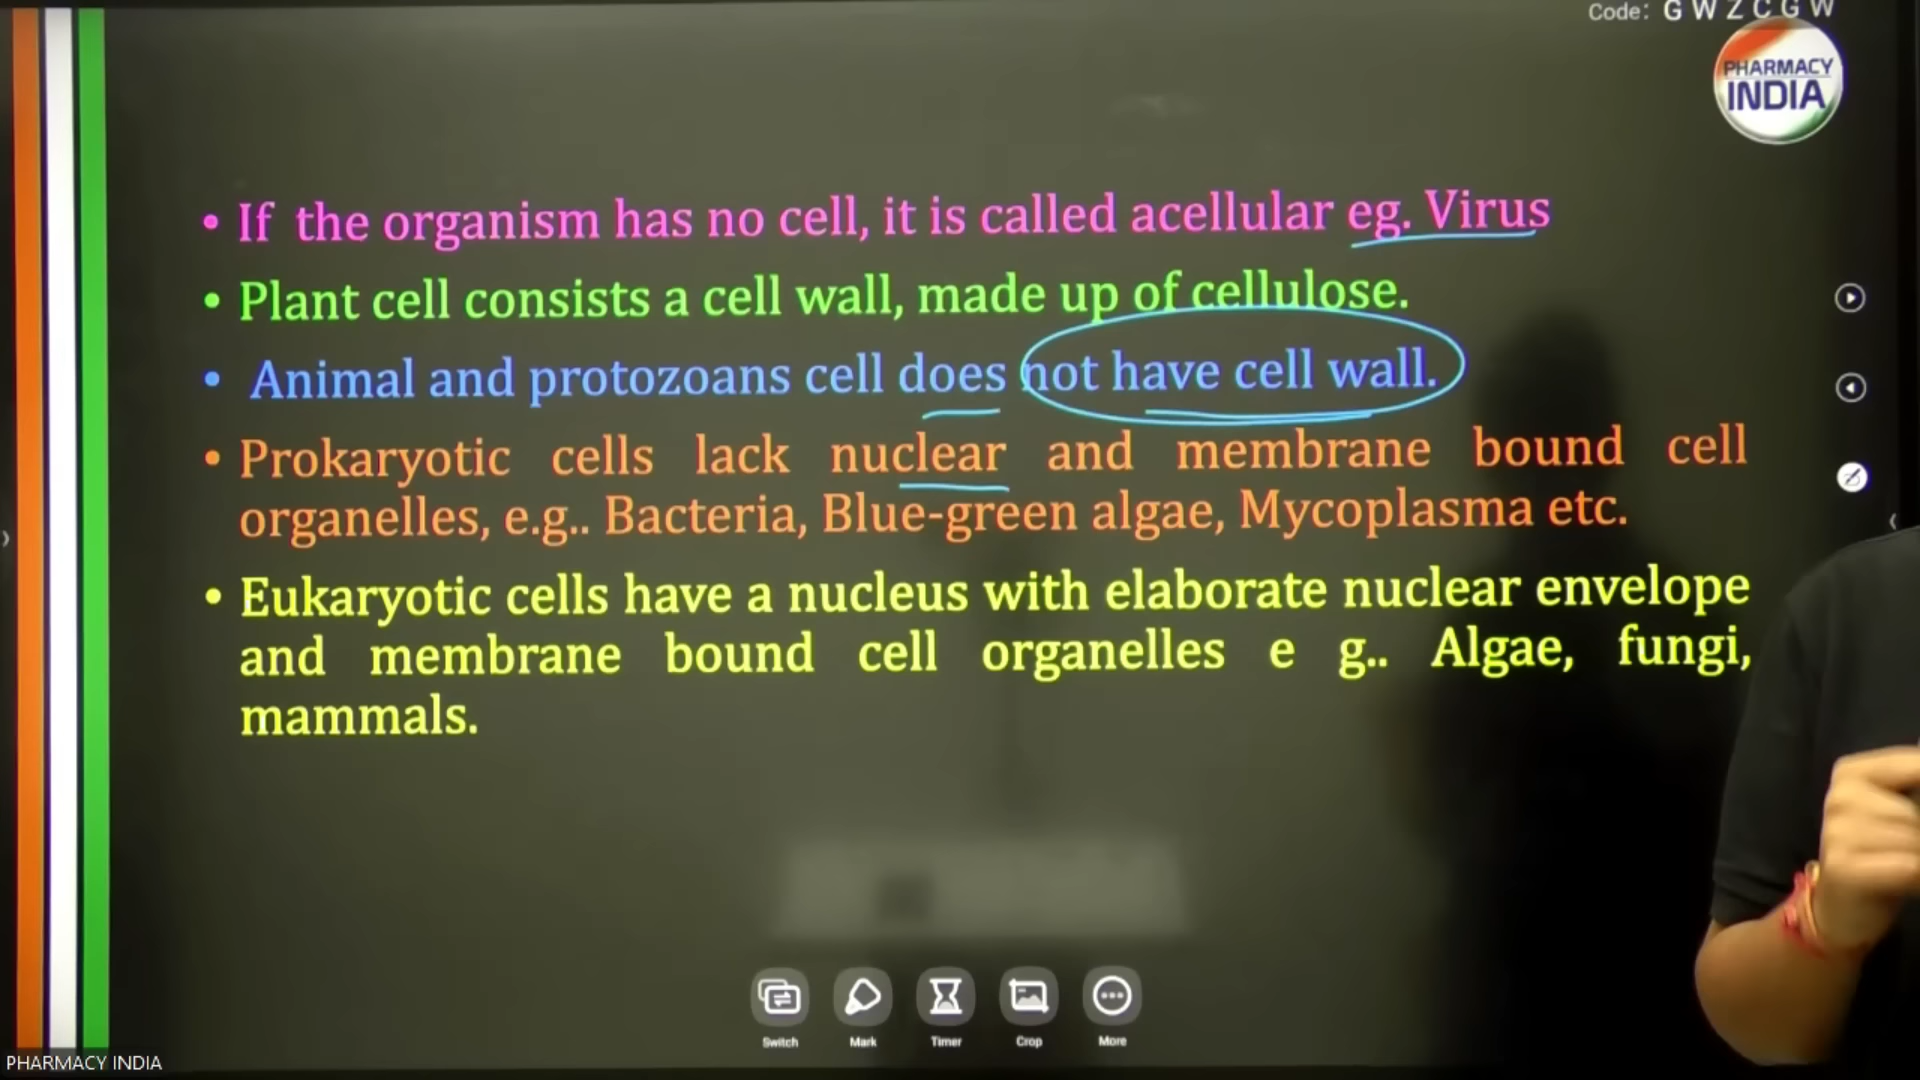 Code: G W Z C G W
PHARMACY
INDIA
• If the organism has no cell, it is called acellular eg. Virus
• Plant cell consists a cell wall, made up of cellulose.
• Animal and protozoans cell does not have cell wall.
• Prokaryotic cells lack nuclear and membrane bound cell
organelles, e.g.. Bacteria, Blue-green algae, Mycoplasma etc.
• Eukaryotic cells have a nucleus with elaborate nuclear envelope
and membrane bound cell organelles e g.. Algae, fungi,
mammals.
Switch Mark Timer Crop More
PHARMACY INDIA